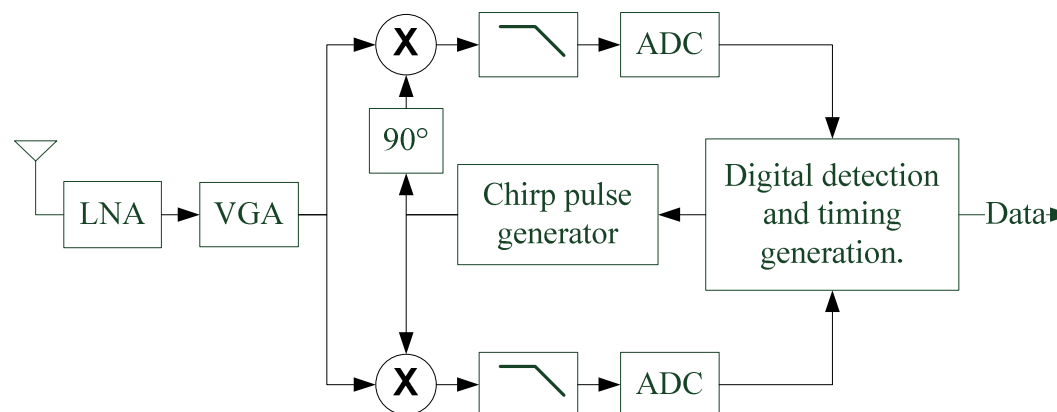 X
ADC
90°
LNA
VGA
Chirp pulse
generator
Digital detection
and timing
generation.
Data
X
ADC